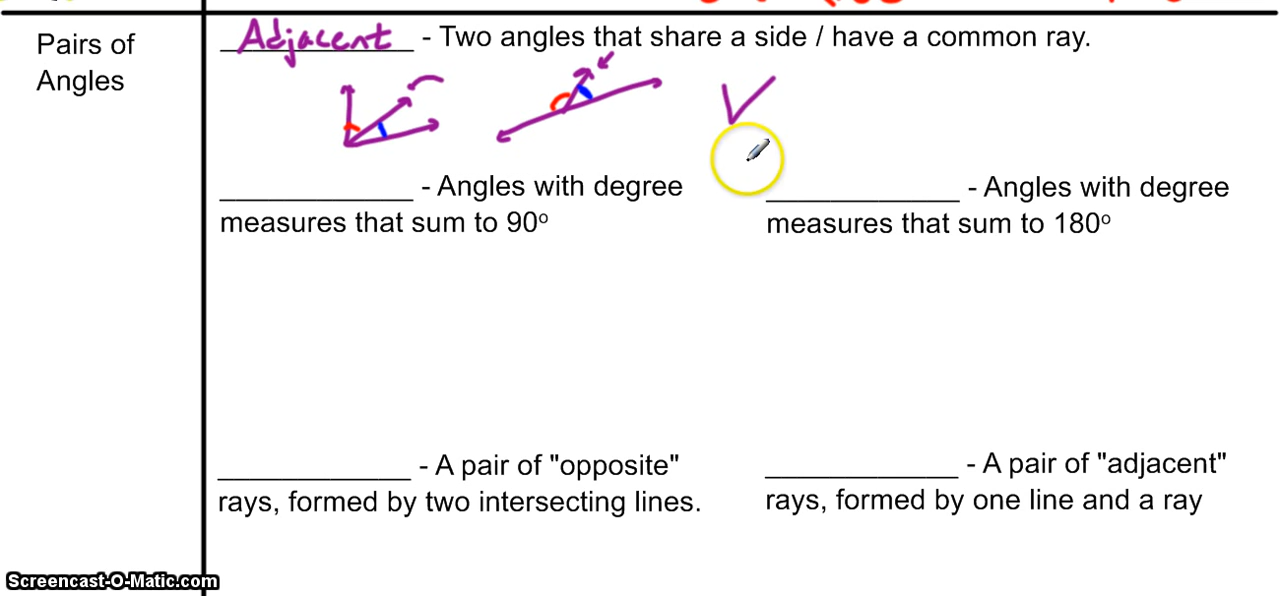 Pairs of
Angles
Adjacent - Two angles that share a side / have a common ray.
____________ - Angles with degree
measures that sum to 90º
____________ - Angles with degree
measures that sum to 180º
____________ - A pair of "opposite"
rays, formed by two intersecting lines.
____________ - A pair of "adjacent"
rays, formed by one line and a ray
Screencast-O-Matic.com